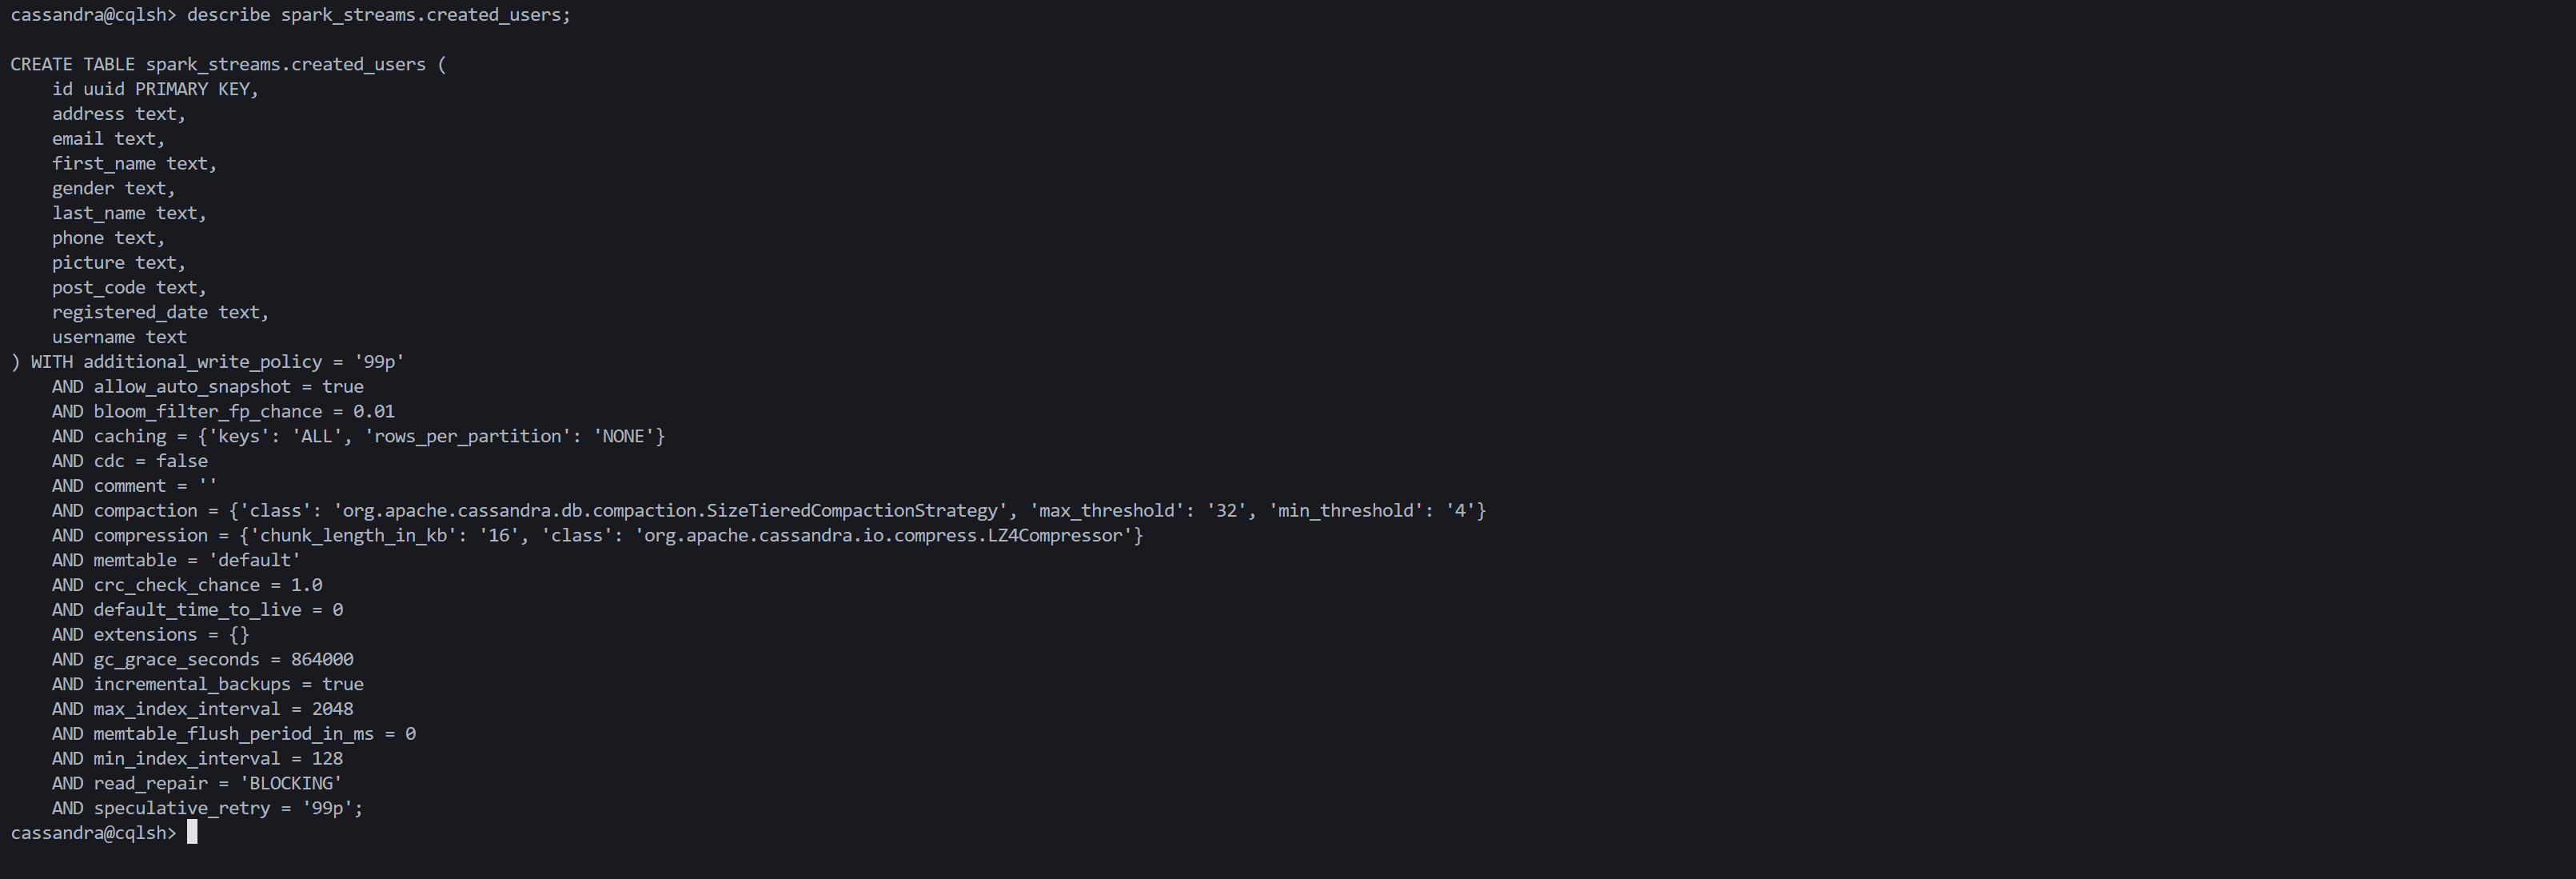 cassandra@cqlsh> describe spark_streams.created_users;
CREATE TABLE spark_streams.created_users (
    id uuid PRIMARY KEY,
    address text,
    email text,
    first_name text,
    gender text,
    last_name text,
    phone text,
    picture text,
    post_code text,
    registered_date text,
    username text
) WITH additional_write_policy = '99p'
    AND allow_auto_snapshot = true
    AND bloom_filter_fp_chance = 0.01
    AND caching = {'keys': 'ALL', 'rows_per_partition': 'NONE'}
    AND cdc = false
    AND comment = ''
    AND compaction = {'class': 'org.apache.cassandra.db.compaction.SizeTieredCompactionStrategy', 'max_threshold': '32', 'min_threshold': '4'}
    AND compression = {'chunk_length_in_kb': '16', 'class': 'org.apache.cassandra.io.compress.LZ4Compressor'}
    AND memtable = 'default'
    AND crc_check_chance = 1.0
    AND default_time_to_live = 0
    AND extensions = {}
    AND gc_grace_seconds = 864000
    AND incremental_backups = true
    AND max_index_interval = 2048
    AND memtable_flush_period_in_ms = 0
    AND min_index_interval = 128
    AND read_repair = 'BLOCKING'
    AND speculative_retry = '99p';
cassandra@cqlsh>